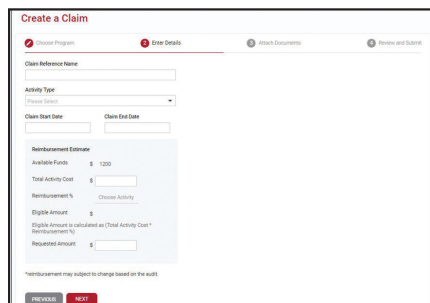 Create a Claim
Choose Program
2 Enter Details
3 Attach Documents
4 Review and Submit
Claim Reference Name
Activity Type
Please Select
Claim Start Date Claim End Date
Reimbursement Estimate
Available Funds $ 1200
Total Activity Cost $
Reimbursement % Choose Activity
Eligible Amount $
Eligible Amount is calculated as (Total Activity Cost *
Reimbursement %)
Requested Amount $
*reimbursement may subject to change based on the audit.
PREVIOUS NEXT